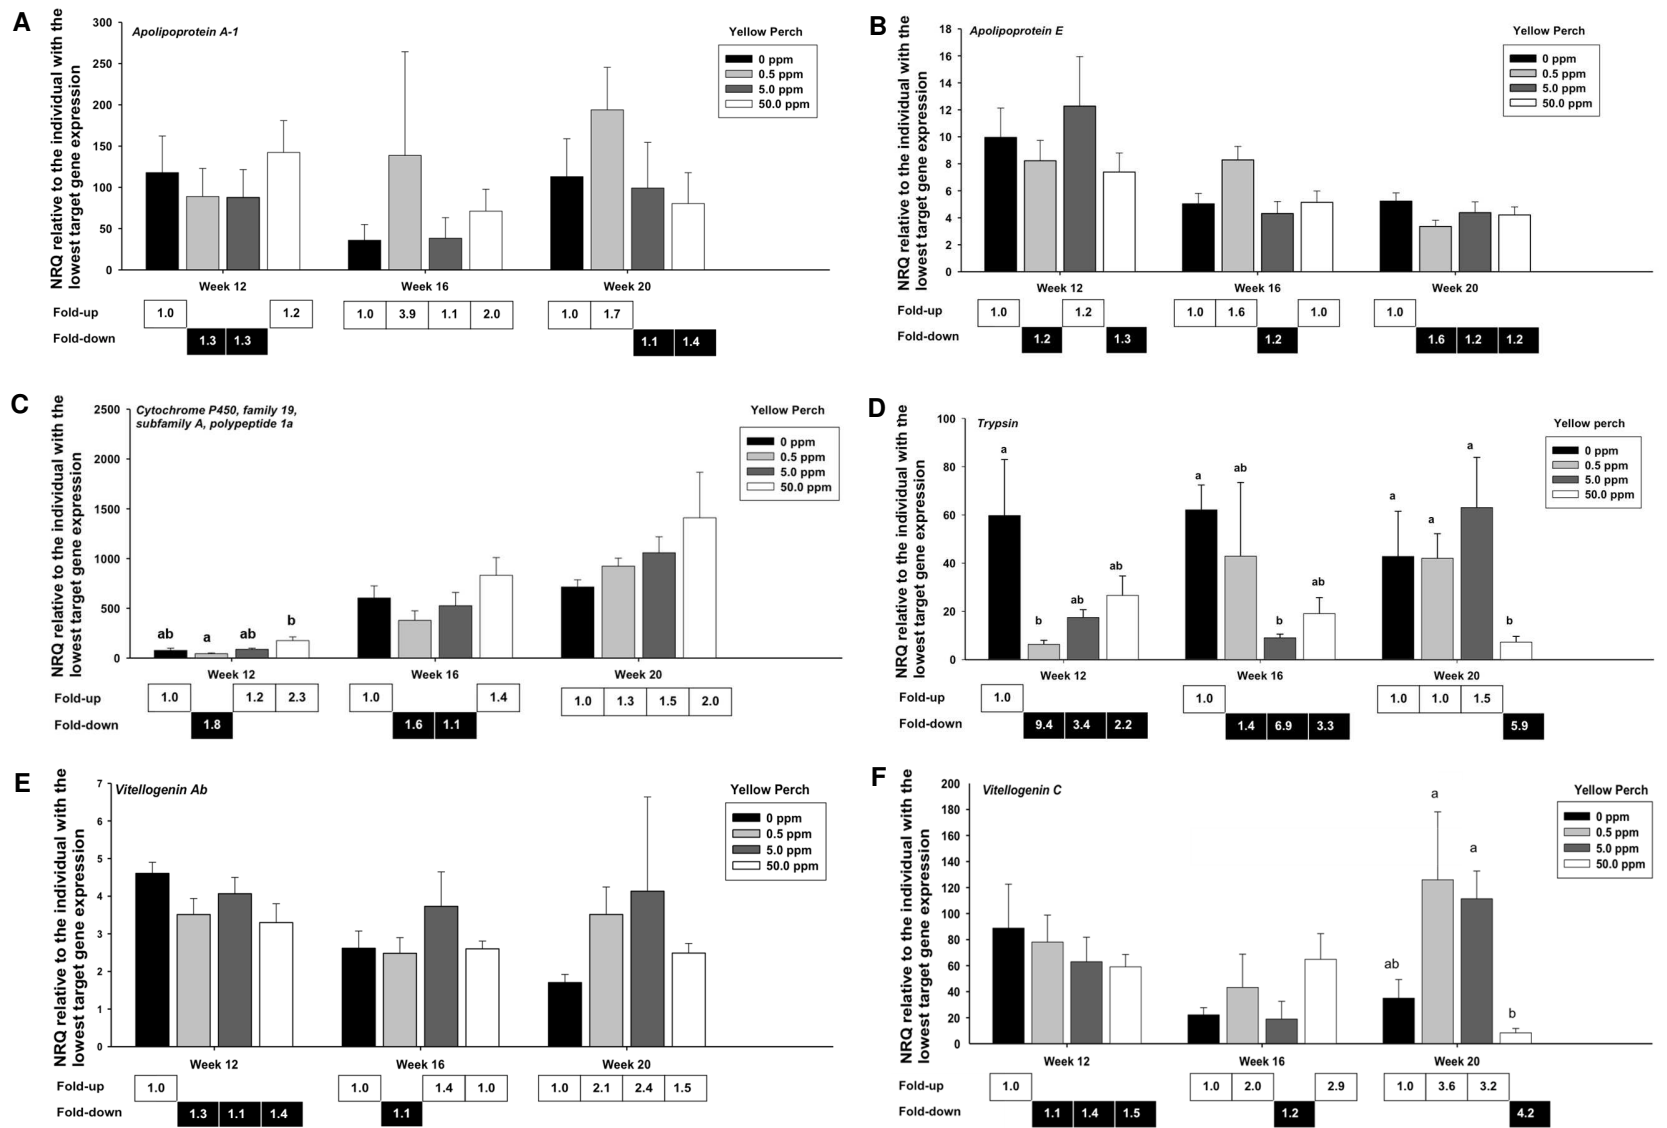 A
NRQ relative to the individual with the
lowest target gene expression
Apolipoprotein A-1
Yellow Perch
0 ppm
0.5 ppm
5.0 ppm
50.0 ppm
300
250
200
150
100
50
0
Week 12 Week 16 Week 20
Fold-up 1.0 1.2 1.0 3.9 1.1 2.0 1.0 1.7
Fold-down 1.3 1.3 1.1 1.4
B
NRQ relative to the individual with the
lowest target gene expression
Apolipoprotein E
Yellow Perch
0 ppm
0.5 ppm
5.0 ppm
50.0 ppm
18
16
14
12
10
8
6
4
2
0
Week 12 Week 16 Week 20
Fold-up 1.0 1.2 1.0 1.6 1.0 1.0
Fold-down 1.2 1.3 1.2 1.6 1.2 1.2
C
NRQ relative to the individual with the
lowest target gene expression
Cytochrome P450, family 19,
subfamily A, polypeptide 1a
Yellow Perch
0 ppm
0.5 ppm
5.0 ppm
50.0 ppm
2500
2000
1500
1000
500
0
ab a ab b
Week 12 Week 16 Week 20
Fold-up 1.0 1.2 2.3 1.0 1.4 1.0 1.3 1.5 2.0
Fold-down 1.8 1.6 1.1
D
NRQ relative to the individual with the
lowest target gene expression
Trypsin
Yellow perch
0 ppm
0.5 ppm
5.0 ppm
50.0 ppm
100
80
60
40
20
0
a b ab ab a ab b ab a a a b
Week 12 Week 16 Week 20
Fold-up 1.0 1.0 1.0 1.0 1.5
Fold-down 9.4 3.4 2.2 1.4 6.9 3.3 5.9
E
NRQ relative to the individual with the
lowest target gene expression
Vitellogenin Ab
Yellow Perch
0 ppm
0.5 ppm
5.0 ppm
50.0 ppm
7
6
5
4
3
2
1
0
Week 12 Week 16 Week 20
Fold-up 1.0 1.0 1.4 1.0 1.0 2.1 2.4 1.5
Fold-down 1.3 1.1 1.4 1.1
F
NRQ relative to the individual with the
lowest target gene expression
Vitellogenin C
Yellow Perch
0 ppm
0.5 ppm
5.0 ppm
50.0 ppm
200
180
160
140
120
100
80
60
40
20
0
ab a a b
Week 12 Week 16 Week 20
Fold-up 1.0 1.0 2.0 2.9 1.0 3.6 3.2
Fold-down 1.1 1.4 1.5 1.2 4.2